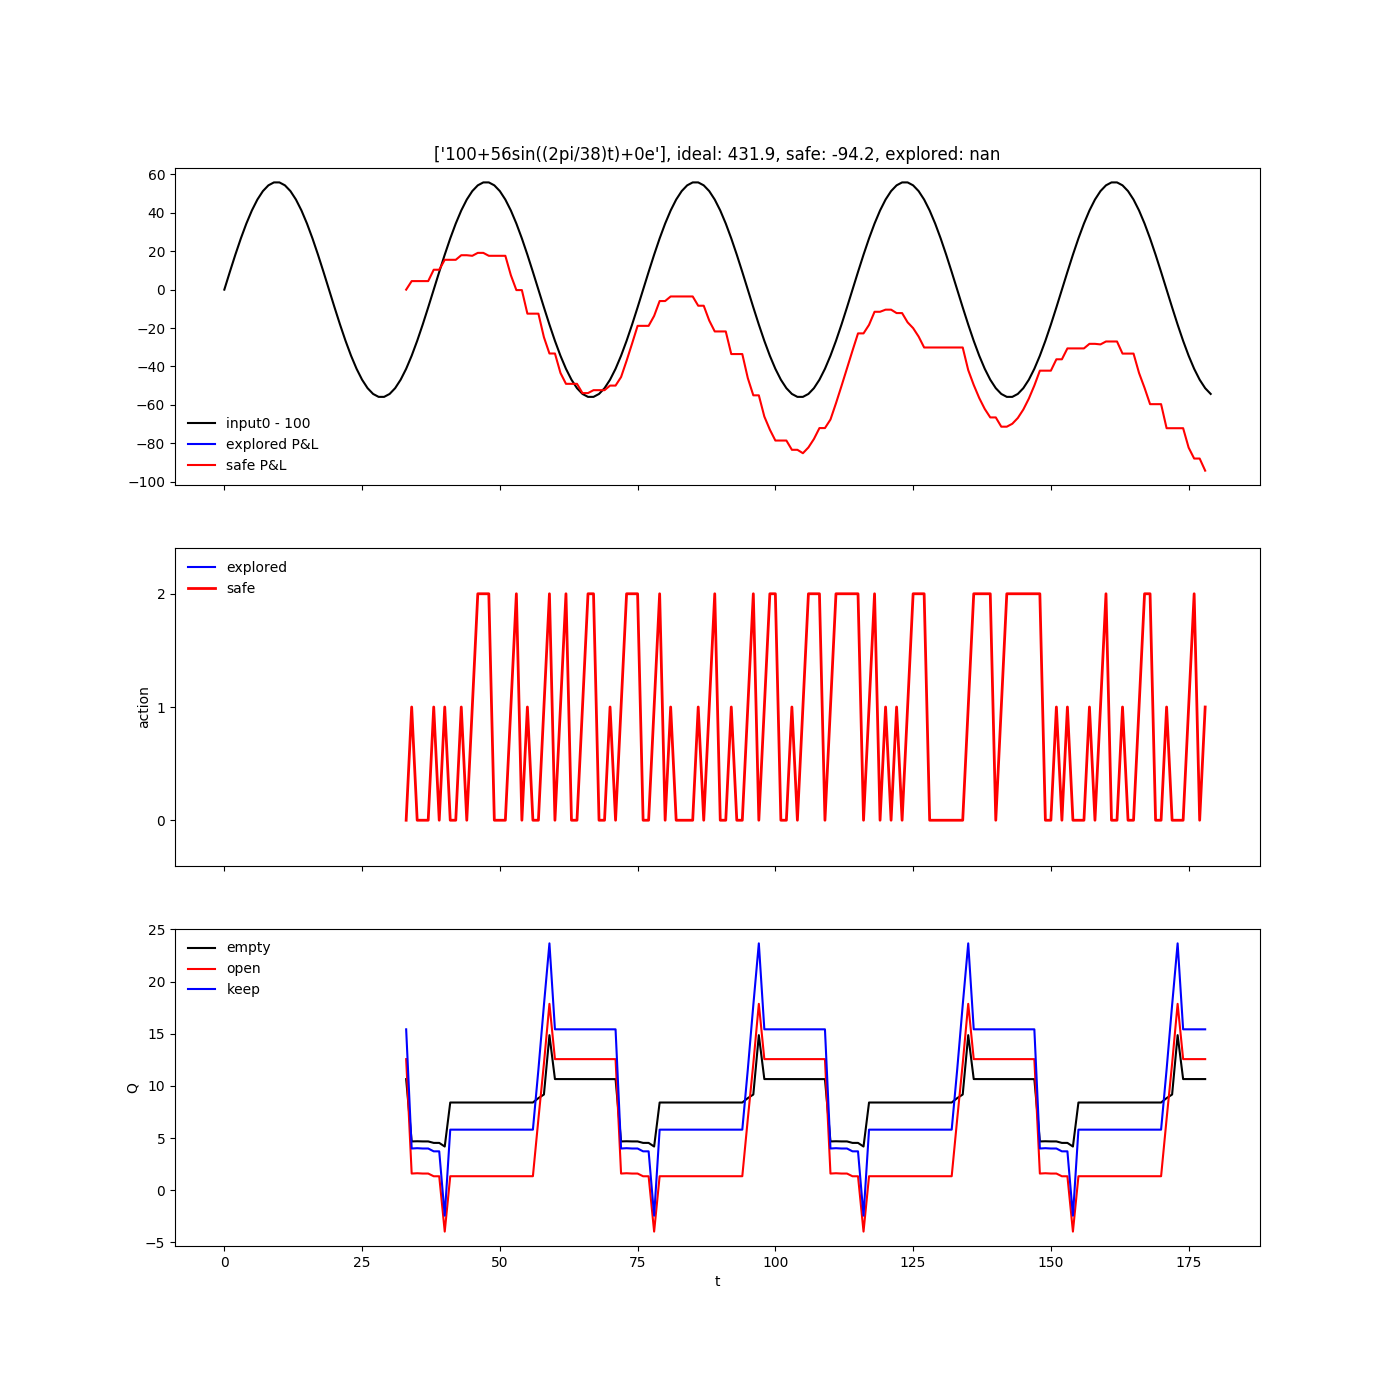 ['100+56sin((2pi/38)t)+0e'], ideal: 431.9, safe: -94.2, explored: nan
60
40
20
0
−20
−40
−60
−80
−100
input0 - 100
explored P&L
safe P&L
explored
safe
2
1
0
action
empty
open
keep
25
20
15
10
5
0
−5
Q
0
25
50
75
100
125
150
175
t